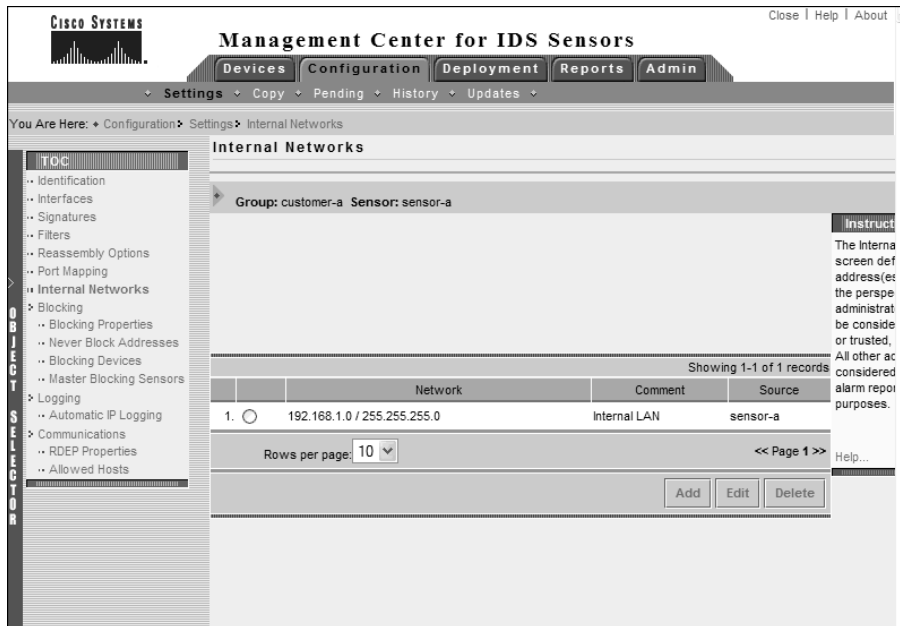 Close | Help | About
CISCO SYSTEMS
Management Center for IDS Sensors
Devices Configuration Deployment Reports Admin
Settings Copy Pending History Updates
You Are Here: Configuration Settings Internal Networks
OBJECT SELECTOR
TOC
Identification
Interfaces
Signatures
Filters
Reassembly Options
Port Mapping
Internal Networks
Blocking
Blocking Properties
Never Block Addresses
Blocking Devices
Master Blocking Sensors
Logging
Automatic IP Logging
Communications
RDEP Properties
Allowed Hosts
Internal Networks
Group: customer-a Sensor: sensor-a
Showing 1-1 of 1 records
Network Comment Source
1. 192.168.1.0 / 255.255.255.0 Internal LAN sensor-a
Rows per page: 10 << Page 1 >>
Add Edit Delete
Instruct
The Interna
screen def
address(es
the perspe
administrat
be conside
or trusted,
All other ad
considered
alarm repor
purposes.
Help...